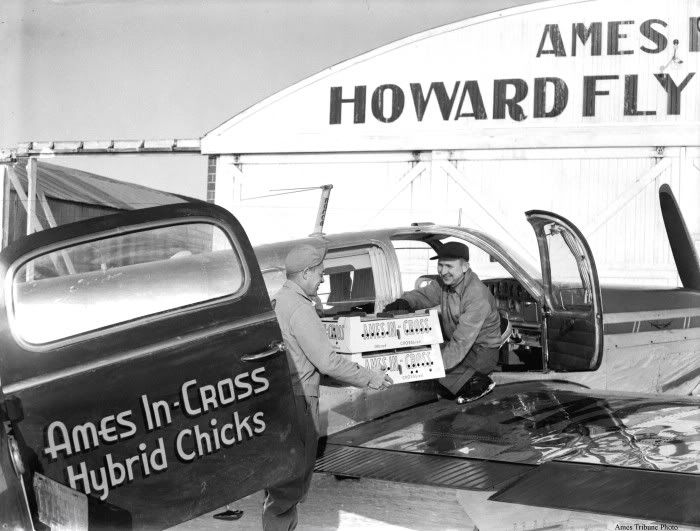 AMES.
HOWARD FLY
AMES IN-CROSS
AMES IN-CROSS
Ames In-Cross
Hybrid Chicks
Ames Tribune Photo